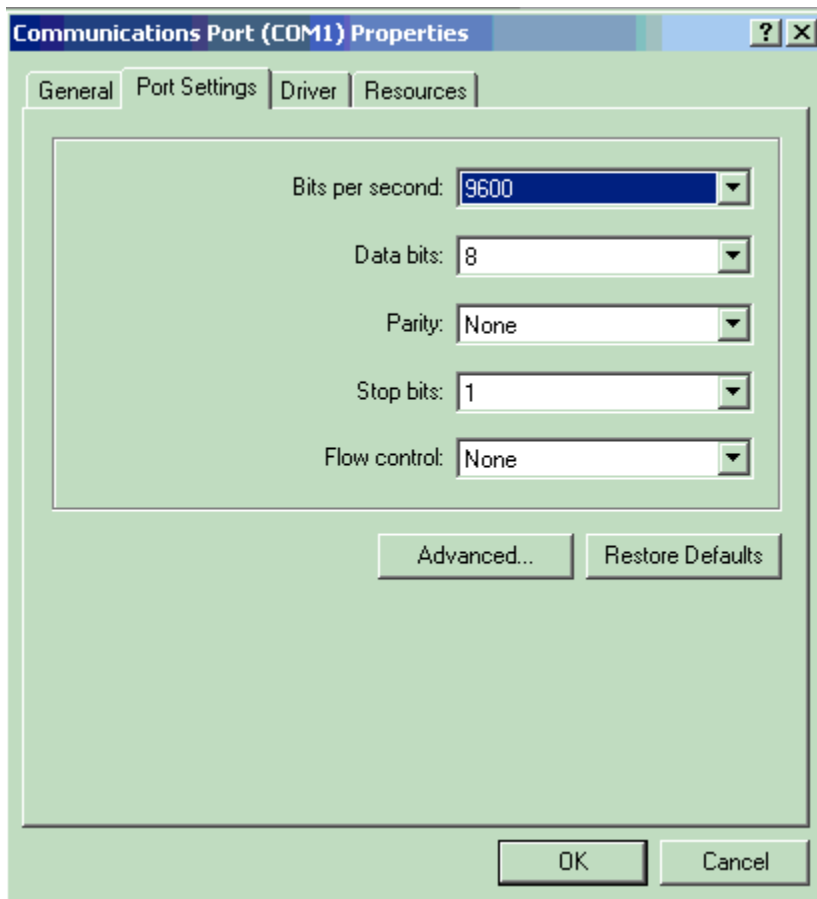 Communications Port (COM1) Properties
General Port Settings Driver Resources
Bits per second: 9600
Data bits: 8
Parity: None
Stop bits: 1
Flow control: None
Advanced... Restore Defaults
OK Cancel